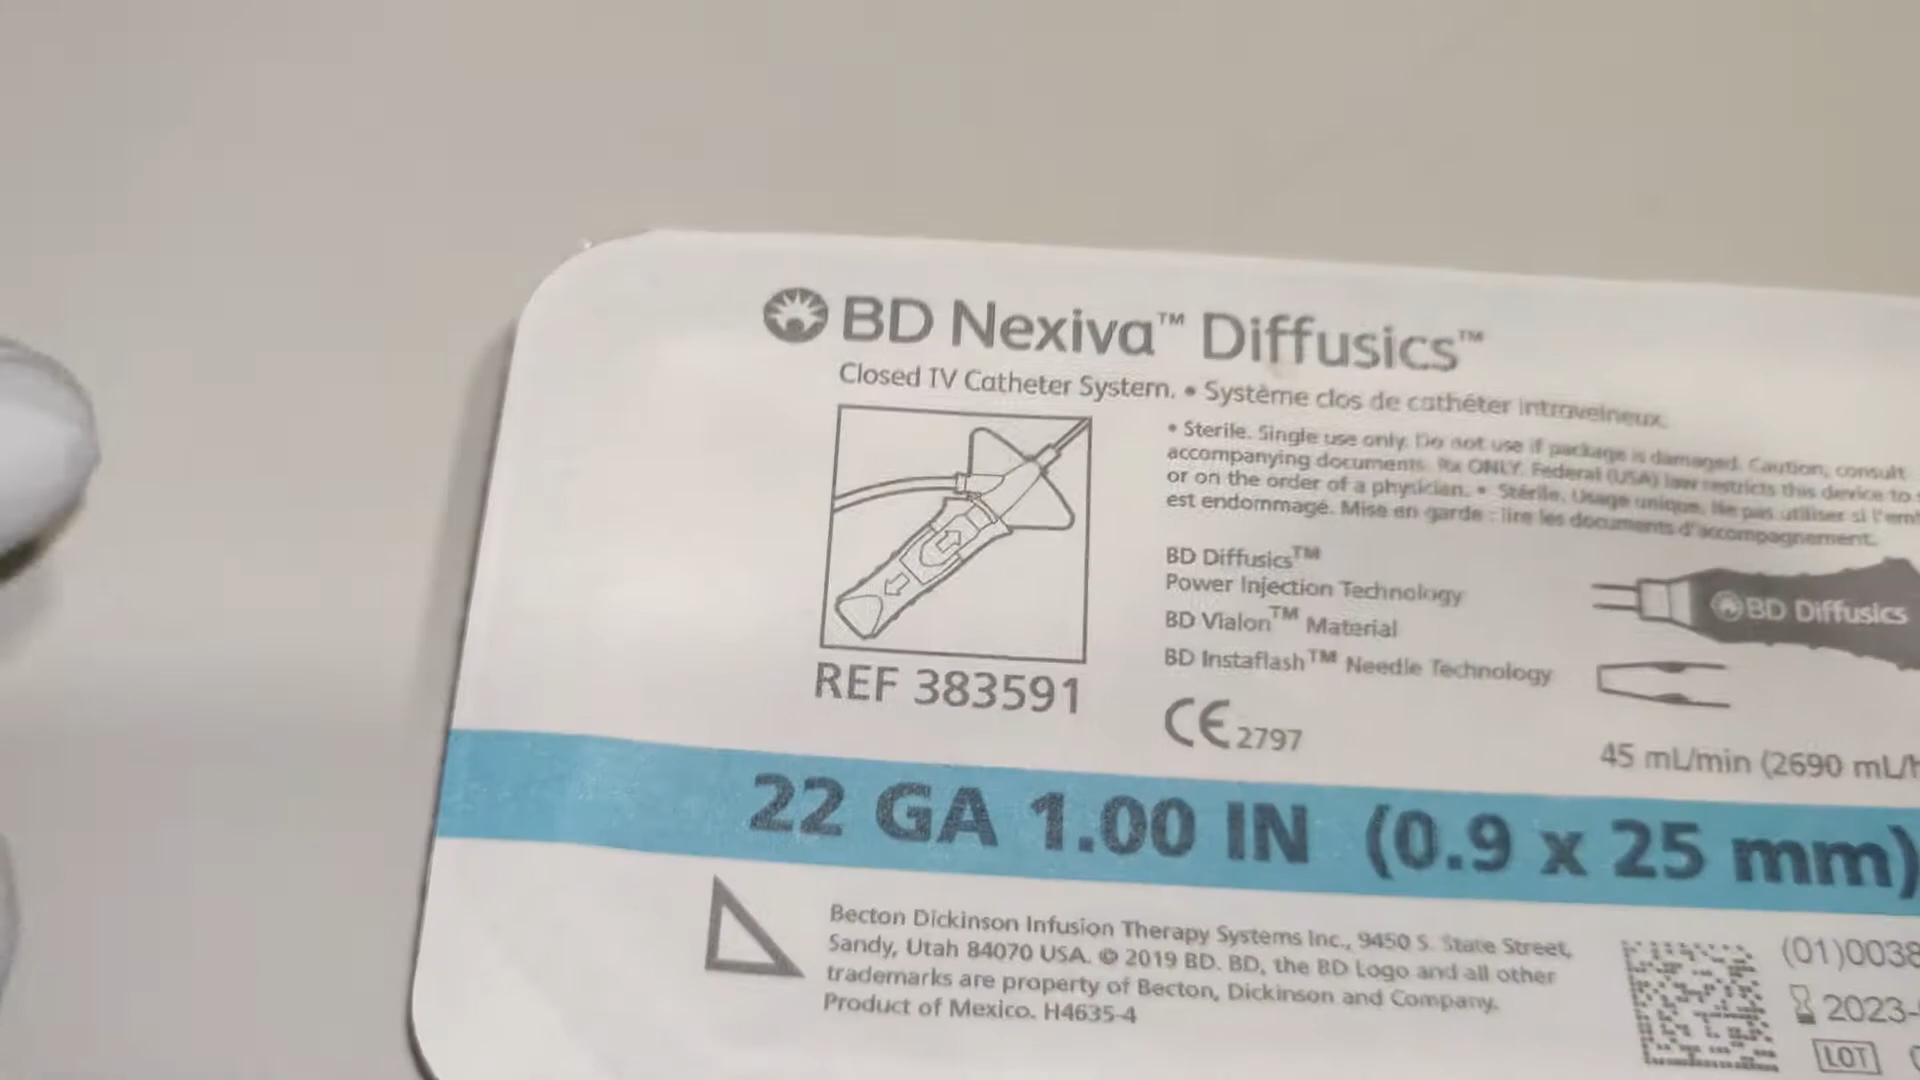 BD Nexiva™ Diffusics™
Closed IV Catheter System. • Système clos de cathéter intraveineux.
• Sterile. Single use only. Do not use if package is damaged. Caution, consult
accompanying documents. Rx ONLY. Federal (USA) law restricts this device to
or on the order of a physician. • Stérile. Usage unique. Ne pas utiliser si l'em
est endommagé. Mise en garde : lire les documents d'accompagnement.
BD Diffusics™
Power Injection Technology
BD Vialon™ Material
BD Instaflash™ Needle Technology
BD Diffusics
REF 383591
CE 2797
45 mL/min (2690 mL/h
22 GA 1.00 IN (0.9 x 25 mm)
Becton Dickinson Infusion Therapy Systems Inc., 9450 S. State Street,
Sandy, Utah 84070 USA. © 2019 BD. BD, the BD Logo and all other
trademarks are property of Becton, Dickinson and Company.
Product of Mexico. H4635-4
(01)0038
2023-
LOT